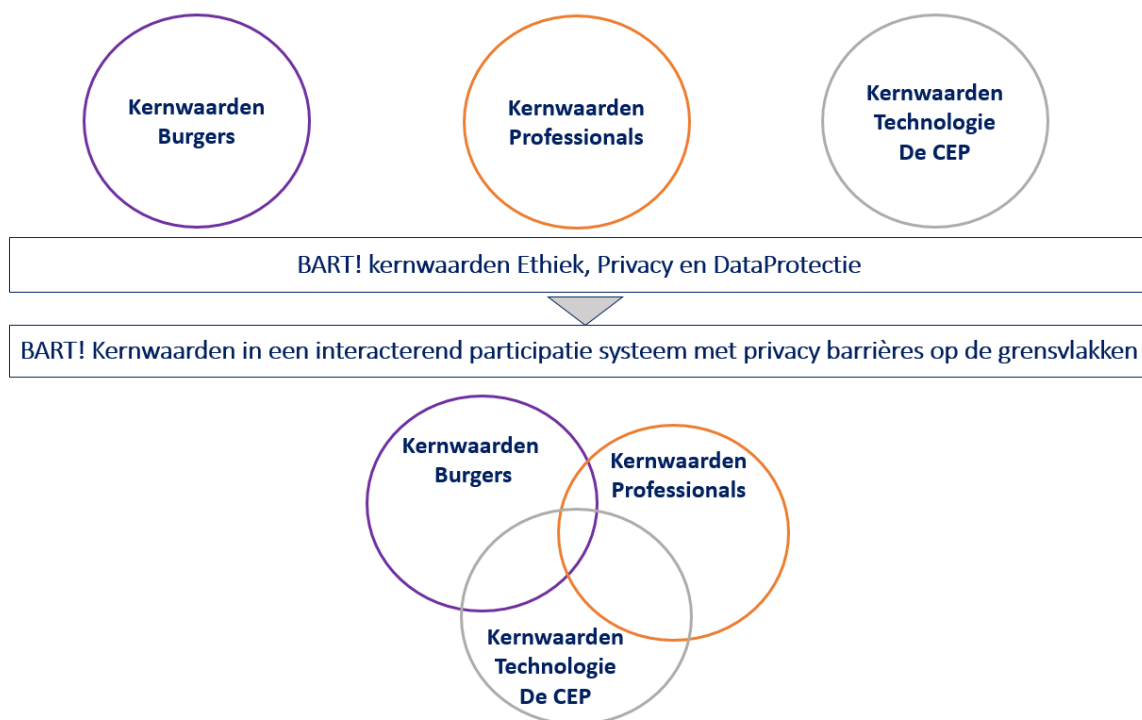 Kernwaarden
Burgers
Kernwaarden
Professionals
Kernwaarden
Technologie
De CEP
BART! kernwaarden Ethiek, Privacy en DataProtectie
BART! Kernwaarden in een interacterend participatie systeem met privacy barrières op de grensvlakken
Kernwaarden
Burgers
Kernwaarden
Professionals
Kernwaarden
Technologie
De CEP